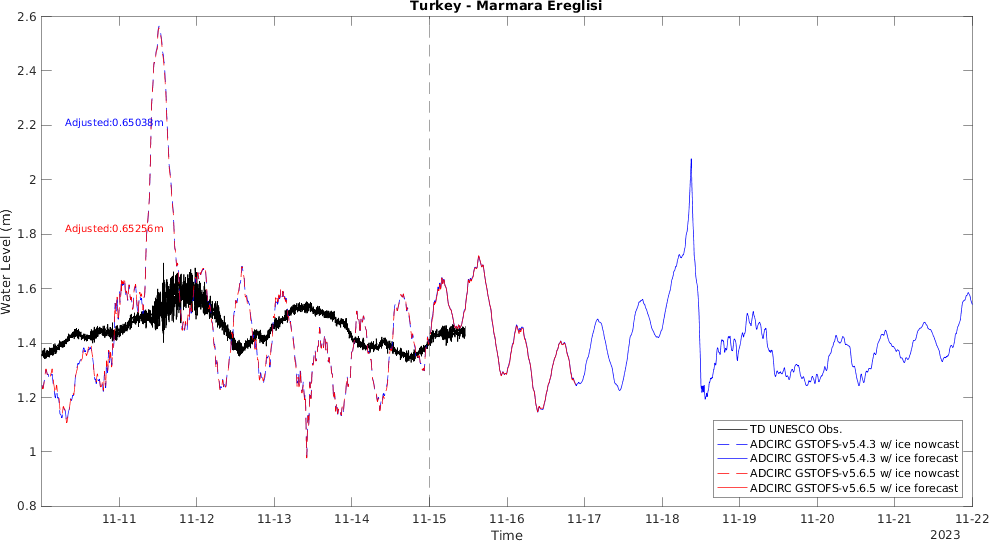 Turkey - Marmara Ereglisi
2.6
2.4
2.2
2
1.8
1.6
1.4
1.2
1
0.8
Water Level (m)
Adjusted:0.65038m
Adjusted:0.65256m
TD UNESCO Obs.
ADCIRC GSTOFS-v5.4.3 w/ ice nowcast
ADCIRC GSTOFS-v5.4.3 w/ ice forecast
ADCIRC GSTOFS-v5.6.5 w/ ice nowcast
ADCIRC GSTOFS-v5.6.5 w/ ice forecast
11-11 11-12 11-13 11-14 11-15 11-16 11-17 11-18 11-19 11-20 11-21 11-22
Time 2023